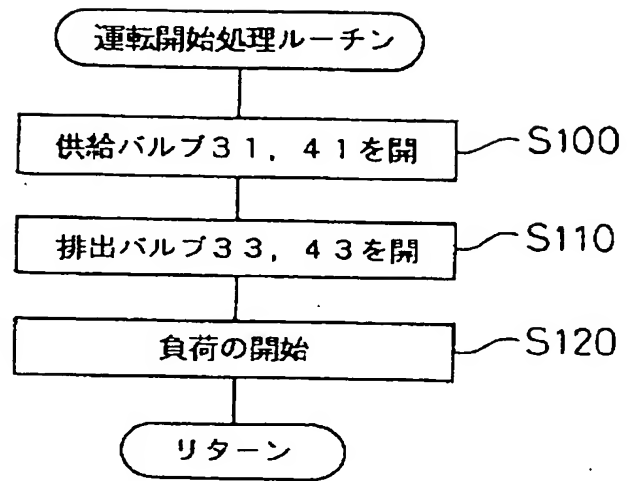 運転開始処理ルーチン
供給バルブ31，41を開
S100
排出バルブ33，43を開
S110
負荷の開始
S120
リターン